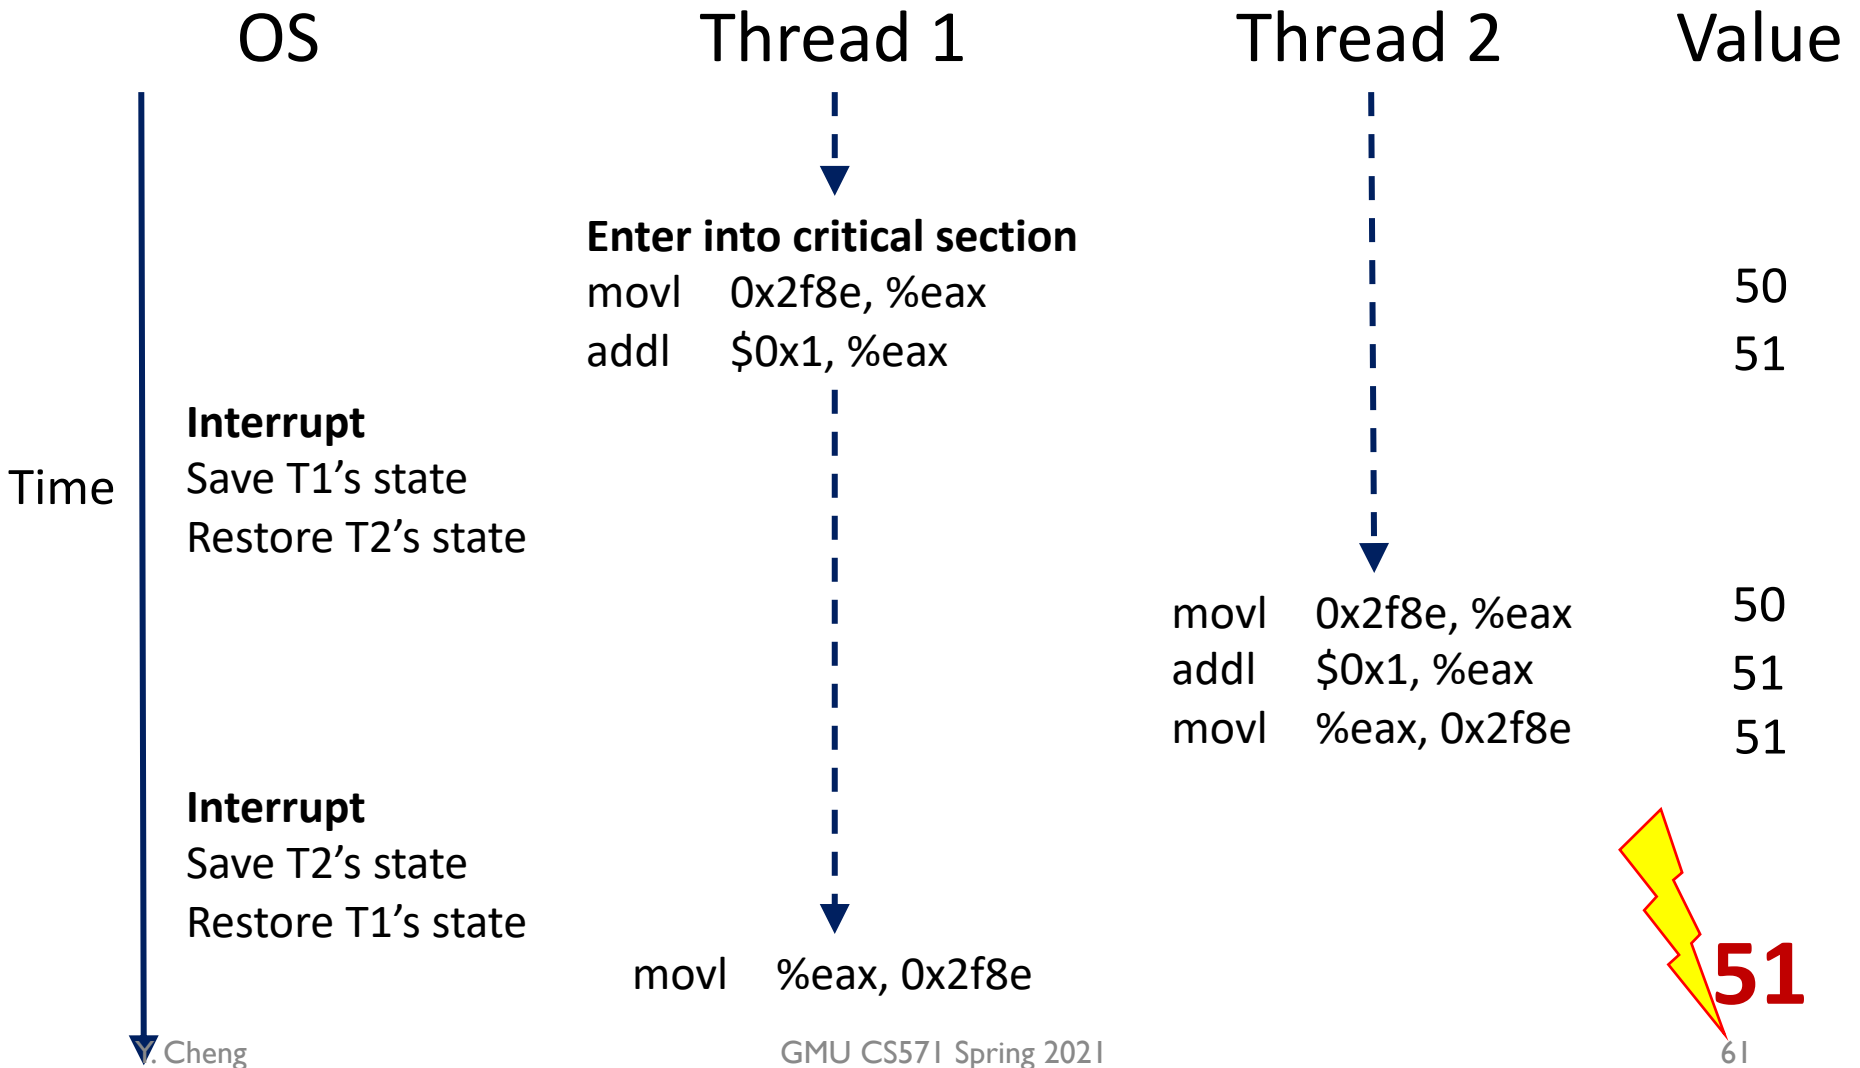 OS Thread 1 Thread 2 Value
Enter into critical section
movl 0x2f8e, %eax 50
addl $0x1, %eax 51
Interrupt
Save T1’s state
Time
Restore T2’s state
movl 0x2f8e, %eax 50
addl $0x1, %eax 51
movl %eax, 0x2f8e 51
Interrupt
Save T2’s state
Restore T1’s state
movl %eax, 0x2f8e 51
Y. Cheng GMU CS571 Spring 2021 61